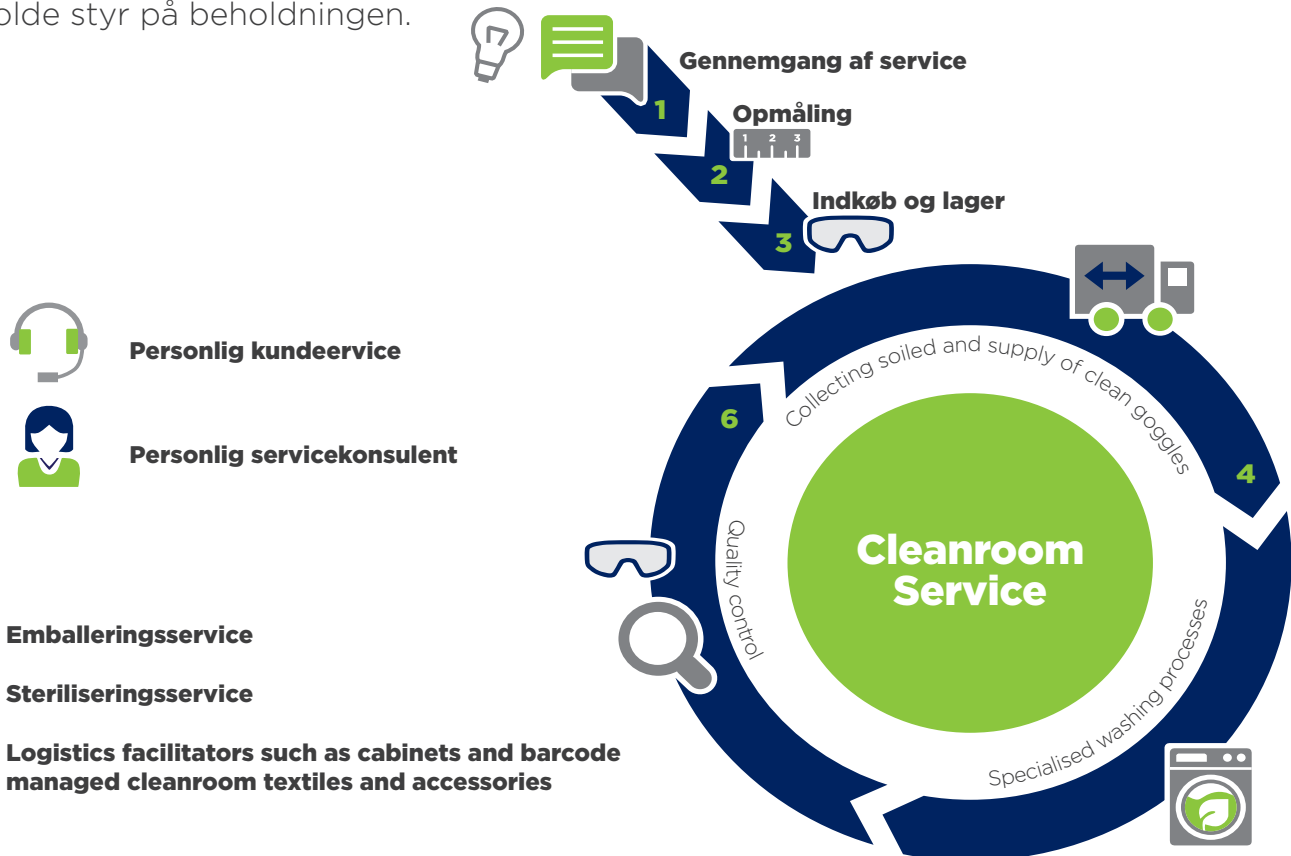 olde styr på beholdningen.
Gennemgang af service
1
Opmåling
1 2 3
2
Indkøb og lager
3
Personlig kundeervice
Personlig servicekonsulent
Collecting soiled and supply of clean goggles
4
6
Quality control
Cleanroom
Service
Specialised washing processes
Emballeringsservice
Steriliseringsservice
Logistics facilitators such as cabinets and barcode
managed cleanroom textiles and accessories